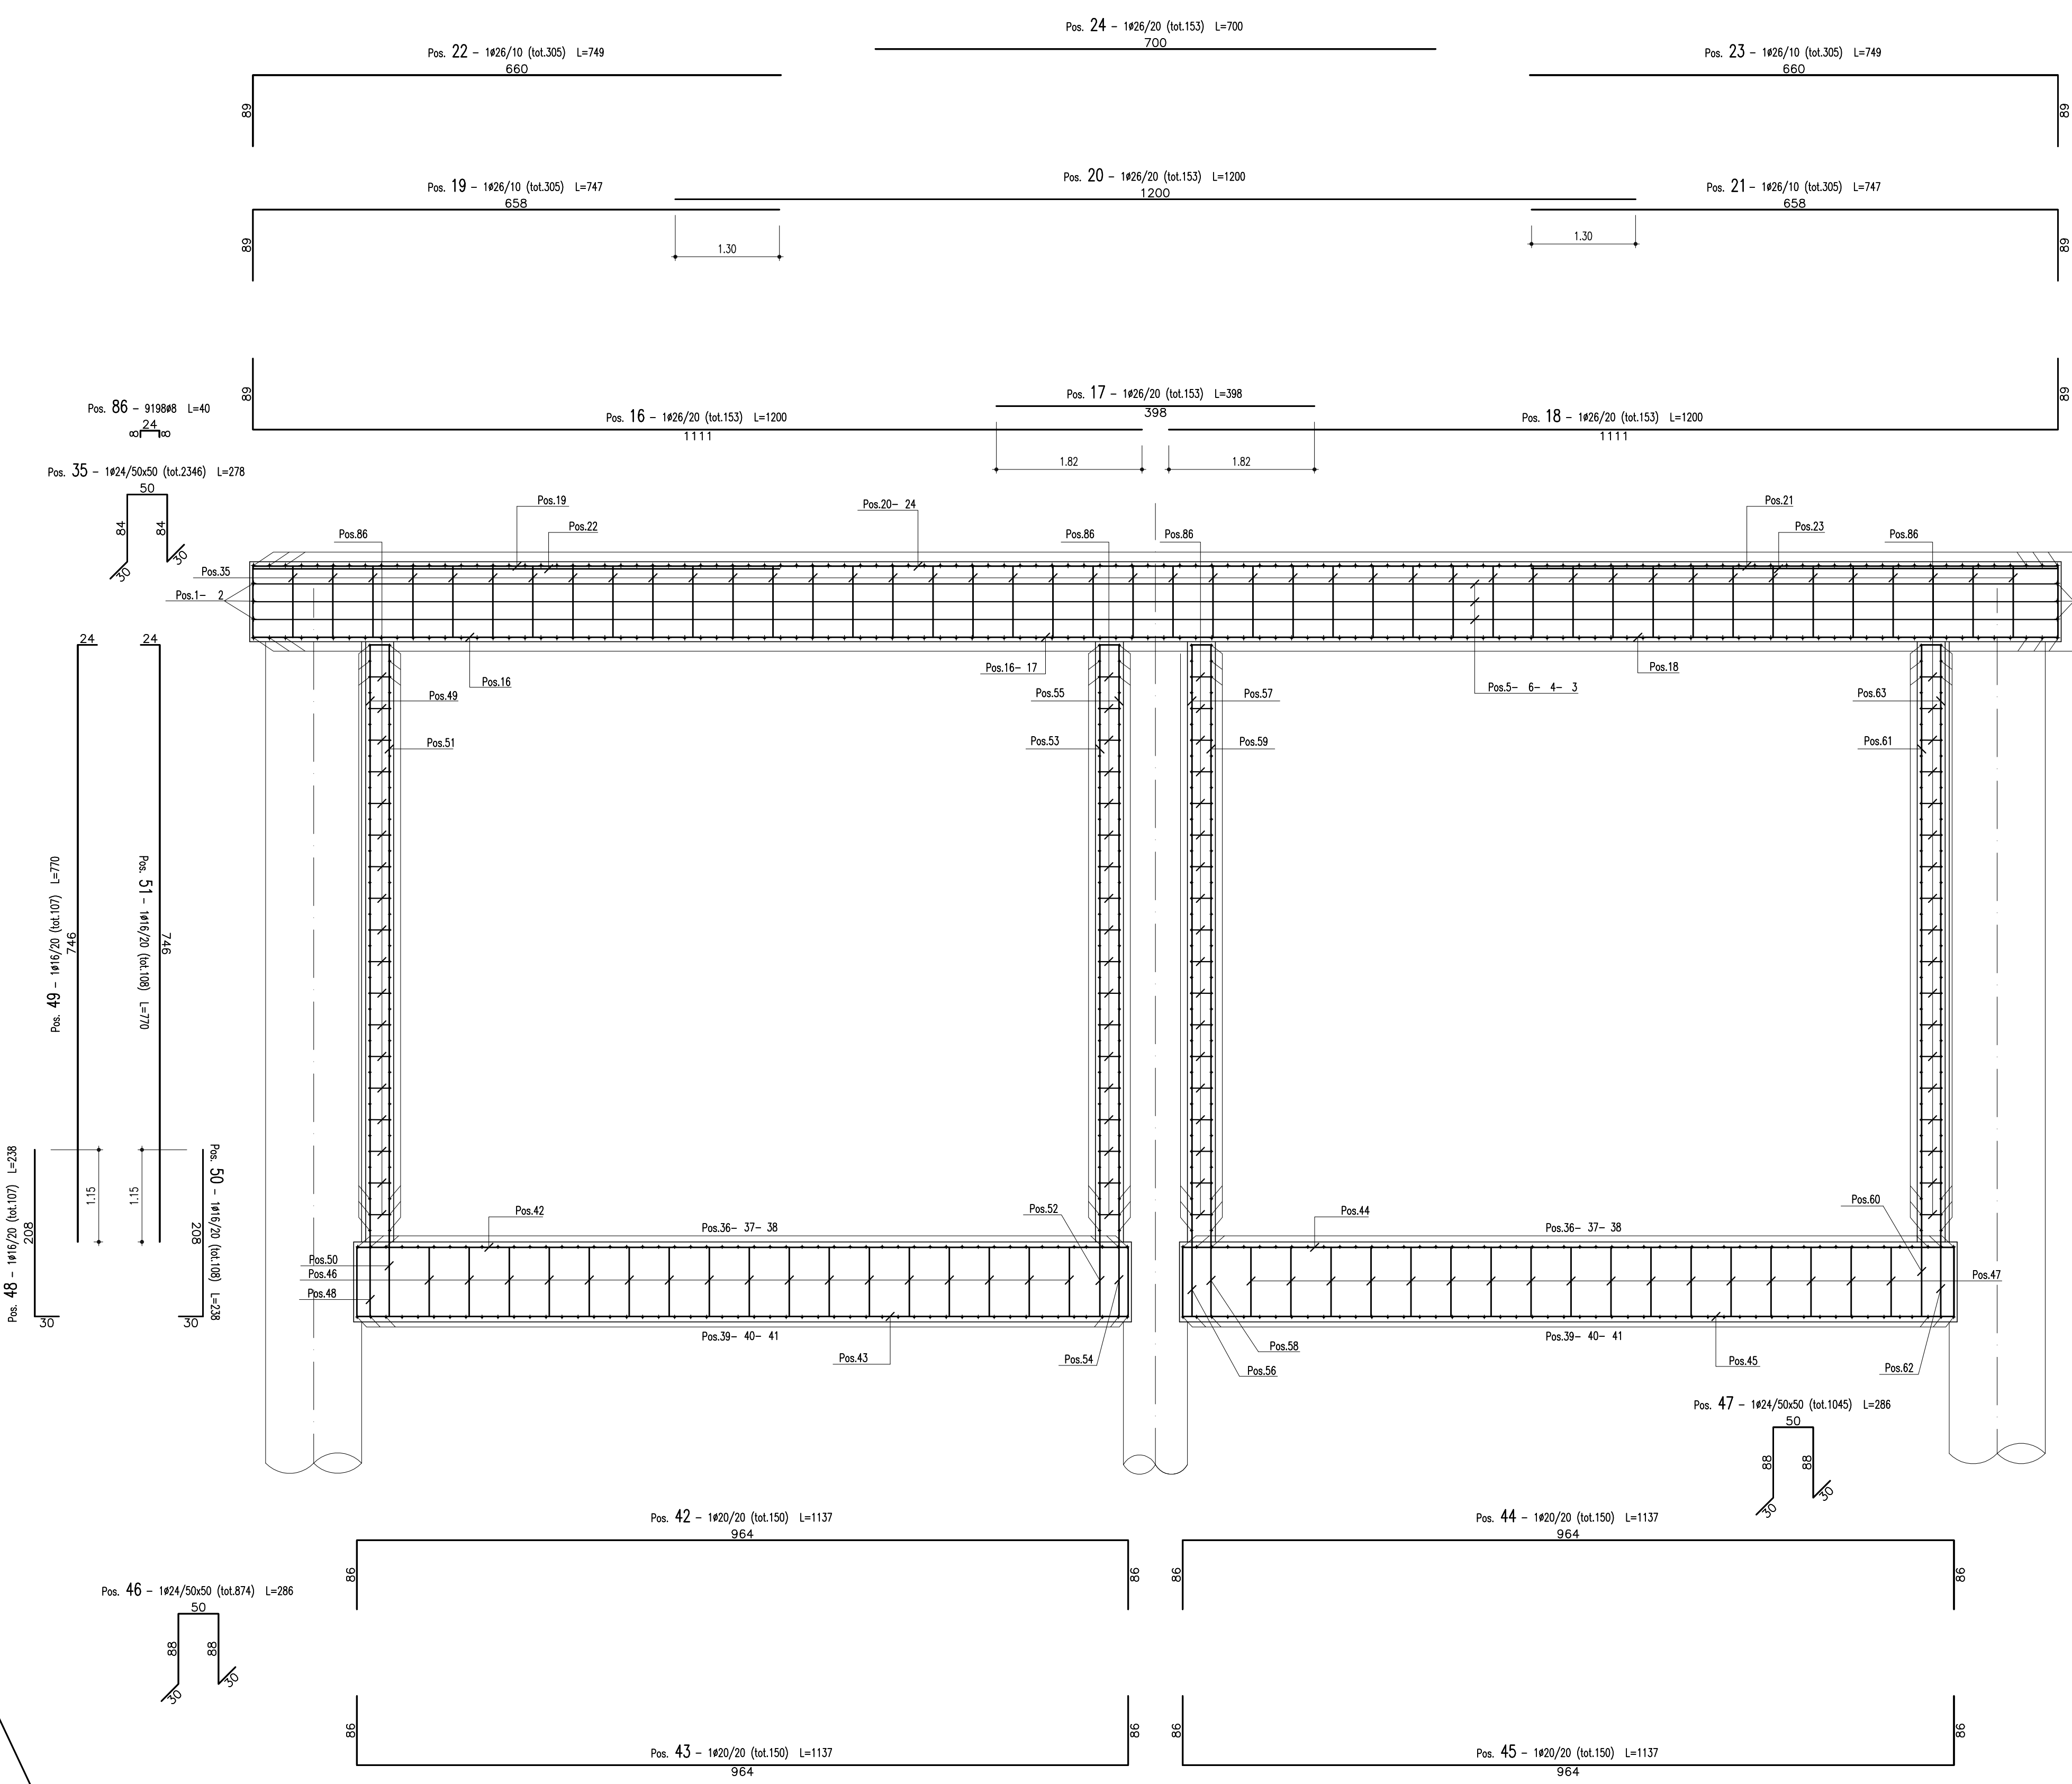 Pos. 24 - 1ø26/20 (tot.153) L=700
700
Pos. 22 - 1ø26/10 (tot.305) L=749
660
89
Pos. 23 - 1ø26/10 (tot.305) L=749
660
89
Pos. 19 - 1ø26/10 (tot.305) L=747
658
89
Pos. 20 - 1ø26/20 (tot.153) L=1200
1200
1.30
1.30
Pos. 21 - 1ø26/10 (tot.305) L=747
658
89
89
Pos. 16 - 1ø26/20 (tot.153) L=1200
1111
Pos. 17 - 1ø26/20 (tot.153) L=398
398
1.82
1.82
Pos. 18 - 1ø26/20 (tot.153) L=1200
1111
89
Pos. 86 - 9198ø8 L=40
24
8
8
Pos. 35 - 1ø24/50x50 (tot.2346) L=278
50
84
84
30
30
Pos.19
Pos.22
Pos.86
Pos.20- 24
Pos.86
Pos.86
Pos.21
Pos.23
Pos.86
Pos.35
Pos.1- 2
Pos.16
Pos.16- 17
Pos.5- 6- 4- 3
Pos.18
24
24
Pos.49
Pos.51
Pos.55
Pos.53
Pos.57
Pos.59
Pos.63
Pos.61
Pos. 49 - 1ø16/20 (tot.107) L=770
746
Pos. 51 - 1ø16/20 (tot.108) L=770
746
Pos. 48 - 1ø16/20 (tot.107) L=238
208
30
1.15
1.15
Pos. 50 - 1ø16/20 (tot.108) L=238
208
30
Pos.42
Pos.36- 37- 38
Pos.52
Pos.44
Pos.36- 37- 38
Pos.60
Pos.50
Pos.46
Pos.48
Pos.47
Pos.39- 40- 41
Pos.43
Pos.54
Pos.58
Pos.56
Pos.39- 40- 41
Pos.45
Pos.62
Pos. 47 - 1ø24/50x50 (tot.1045) L=286
50
88
88
30
30
Pos. 42 - 1ø20/20 (tot.150) L=1137
964
86
86
Pos. 44 - 1ø20/20 (tot.150) L=1137
964
86
86
Pos. 46 - 1ø24/50x50 (tot.874) L=286
50
88
88
30
30
86
86
Pos. 43 - 1ø20/20 (tot.150) L=1137
964
86
86
Pos. 45 - 1ø20/20 (tot.150) L=1137
964